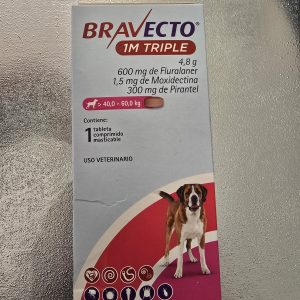 BRAVECTO®
1M TRIPLE
4,8 g
600 mg de Fluralaner
1,5 mg de Moxidectina
300 mg de Pirantel
> 40,0 - 60,0 kg
Contiene:
1 tableta
comprimido
masticable
USO VETERINARIO